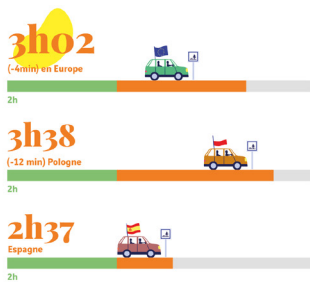 3h02
(-4min) en Europe
2h
3h38
(-12 min) Pologne
2h
2h37
Espagne
2h